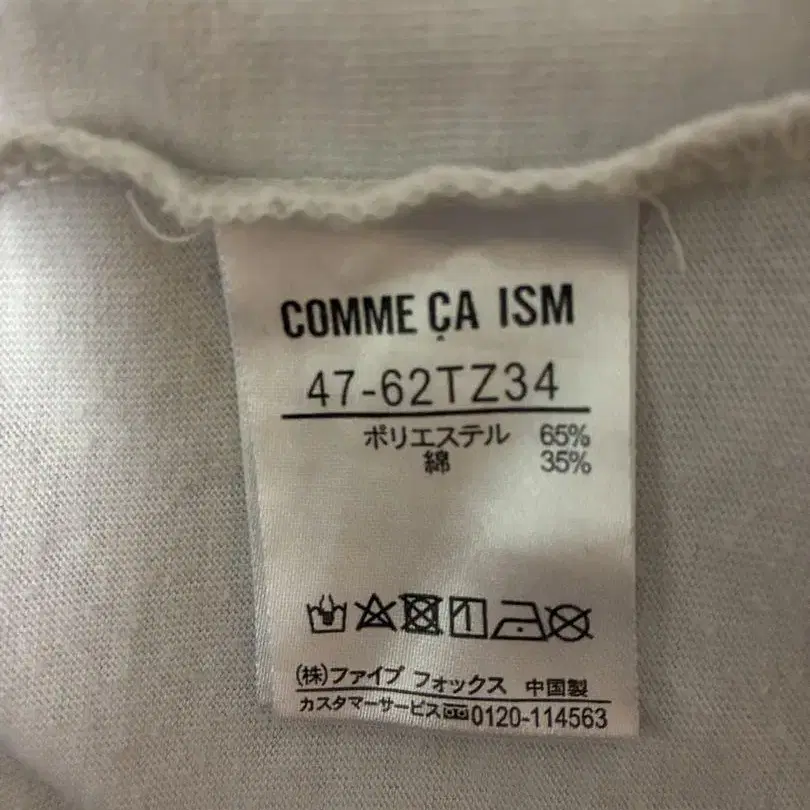 COMME ÇA ISM
47-62TZ34
ポリエステル 65%
綿 35%
(株)ファイブ フォックス 中国製
カスタマーサービス 0120-114563